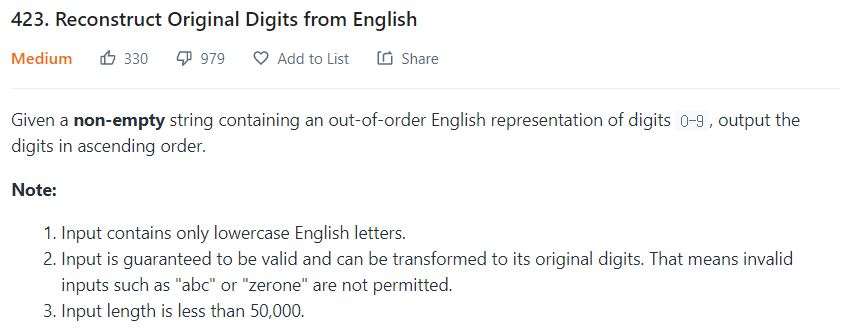 423. Reconstruct Original Digits from English
Medium 330 979 Add to List Share
Given a non-empty string containing an out-of-order English representation of digits 0-9, output the
digits in ascending order.
Note:
1. Input contains only lowercase English letters.
2. Input is guaranteed to be valid and can be transformed to its original digits. That means invalid
inputs such as "abc" or "zerone" are not permitted.
3. Input length is less than 50,000.